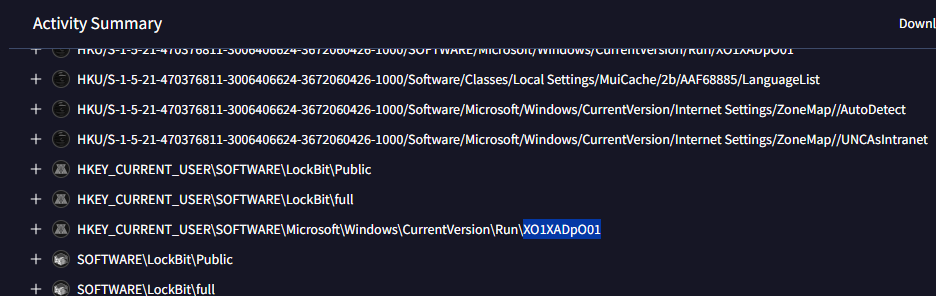 Activity Summary
Downl
HKU/S-1-5-21-470376811-3006406624-3672060426-1000/SOFTWARE/Microsoft/Windows/CurrentVersion/Run/XO1XADpO01
HKU/S-1-5-21-470376811-3006406624-3672060426-1000/Software/Classes/Local Settings/MuiCache/2b/AAF68885/LanguageList
HKU/S-1-5-21-470376811-3006406624-3672060426-1000/Software/Microsoft/Windows/CurrentVersion/Internet Settings/ZoneMap//AutoDetect
HKU/S-1-5-21-470376811-3006406624-3672060426-1000/Software/Microsoft/Windows/CurrentVersion/Internet Settings/ZoneMap//UNCAsIntranet
HKEY_CURRENT_USER\SOFTWARE\LockBit\Public
HKEY_CURRENT_USER\SOFTWARE\LockBit\full
HKEY_CURRENT_USER\SOFTWARE\Microsoft\Windows\CurrentVersion\Run\XO1XADpO01
SOFTWARE\LockBit\Public
SOFTWARE\LockBit\full